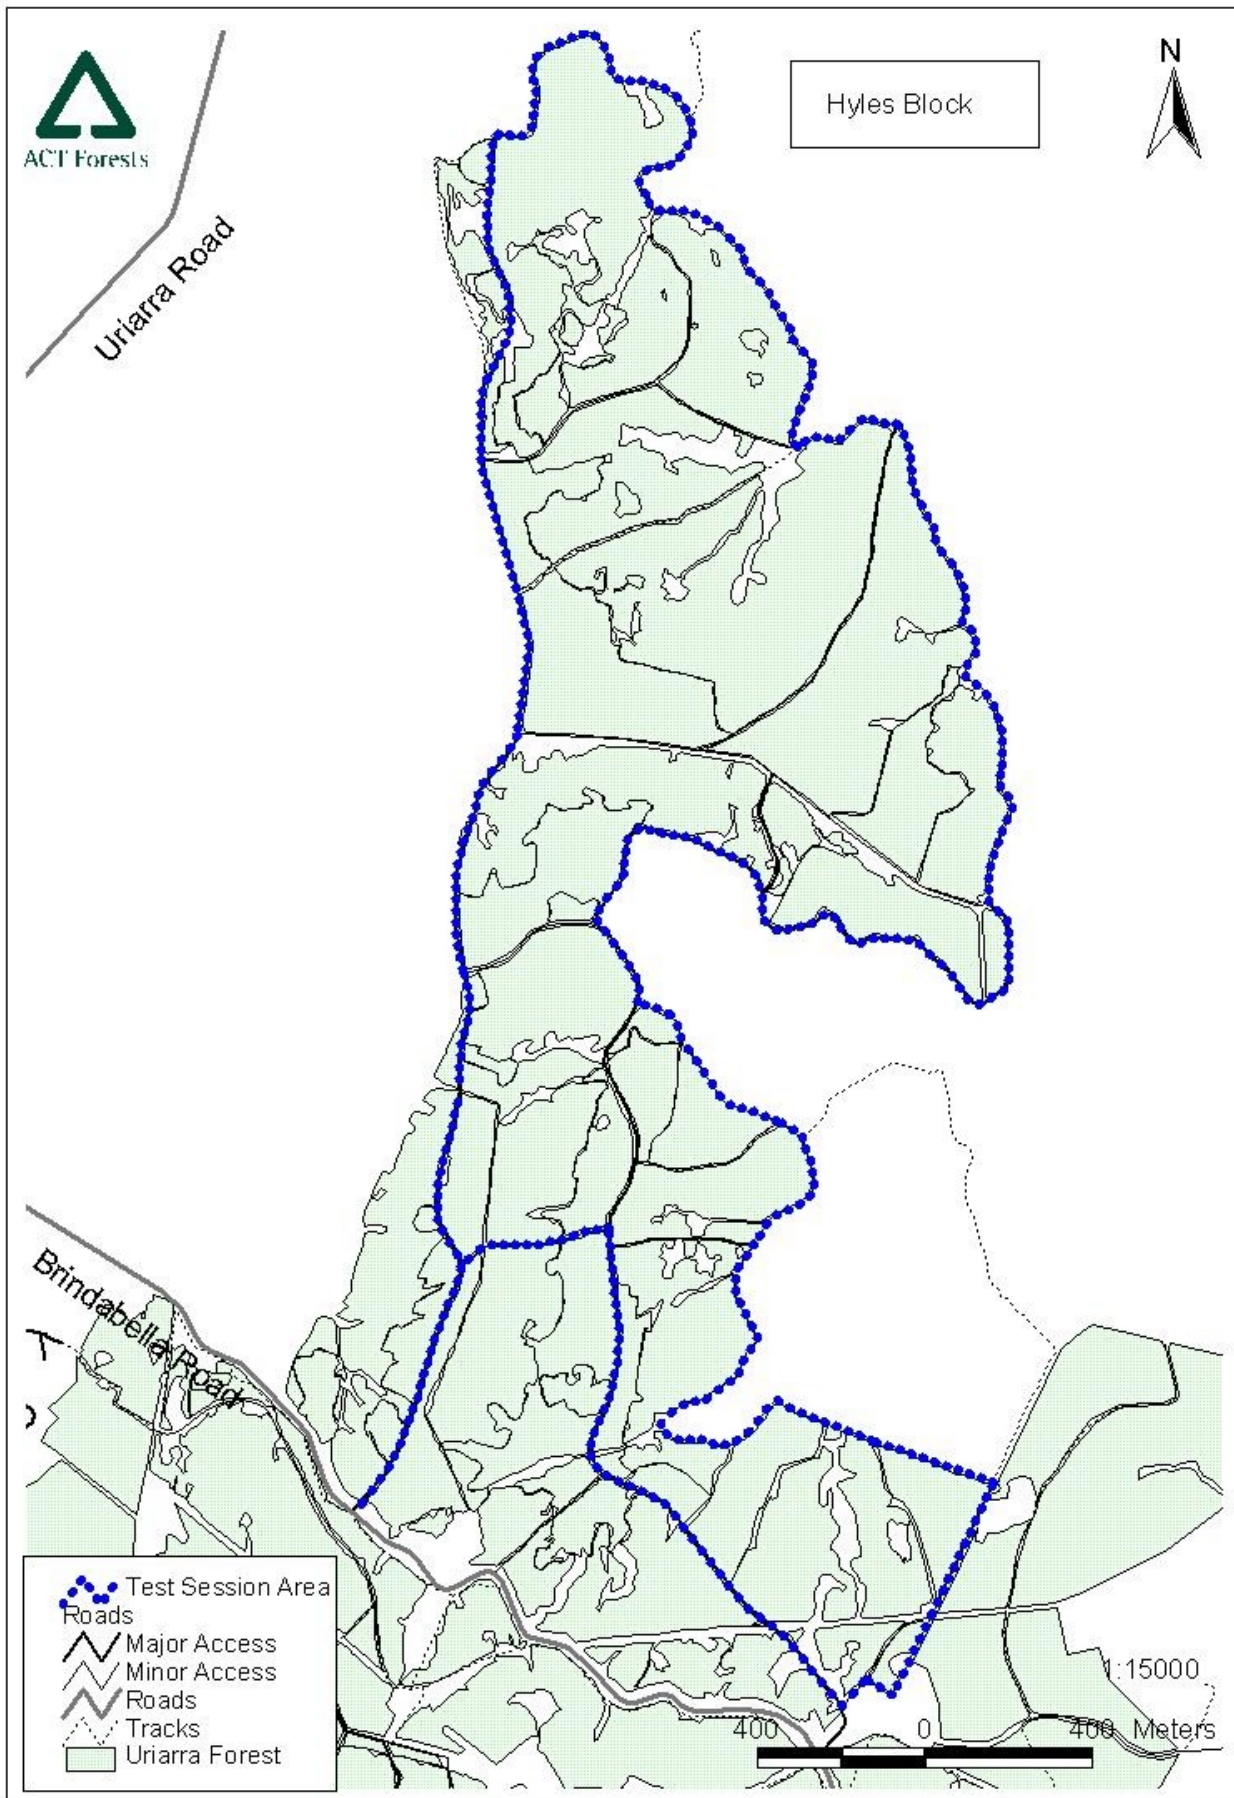 N
Hyles Block
ACT Forests
Uriarra Road
Brindabella Road
Test Session Area
Roads
Major Access
Minor Access
Roads
Tracks
Uriarra Forest
1:15000
400 0 400 Meters